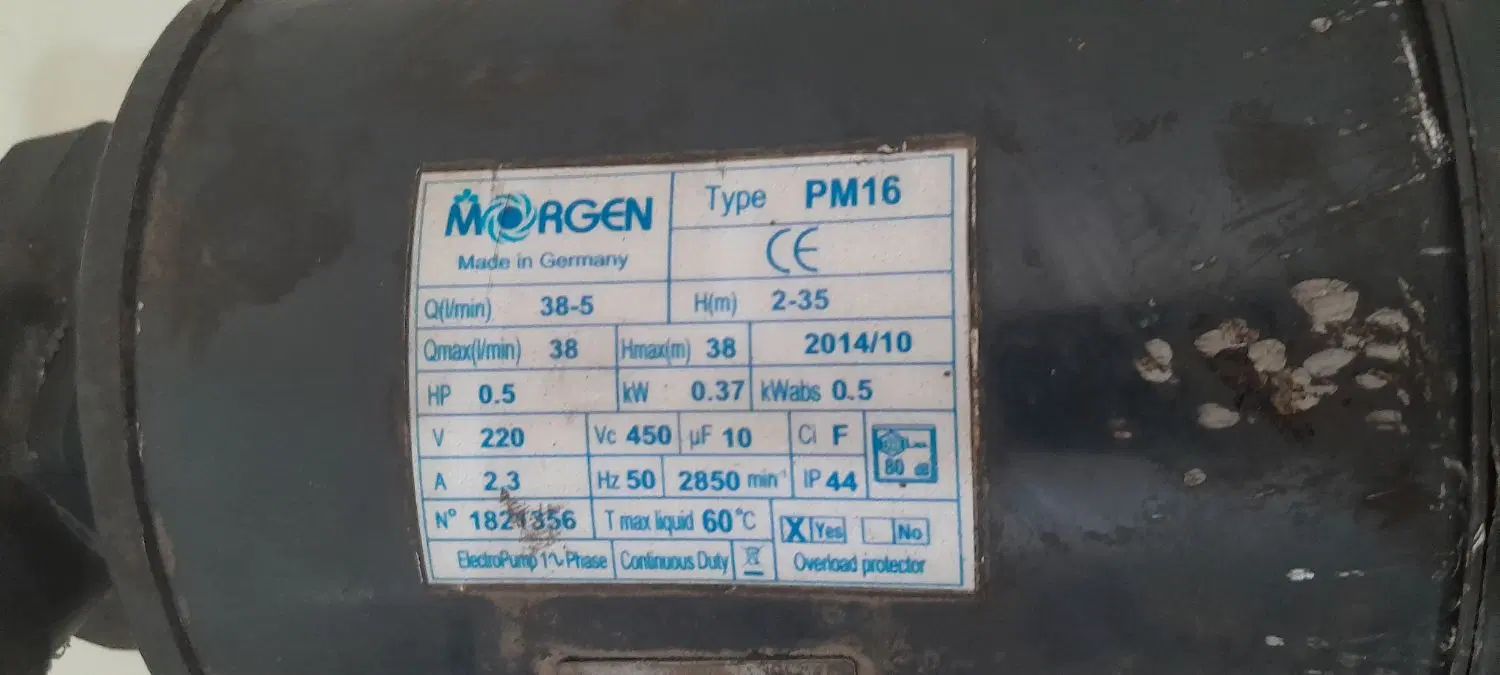 MORGEN
Made in Germany
Type PM16
CE
Q(l/min) 38-5 H(m) 2-35
Qmax(l/min) 38 Hmax(m) 38 2014/10
HP 0.5 kW 0.37 kWabs 0.5
V 220 Vc 450 µF 10 Cl F
A 2,3 Hz 50 2850 min⁻¹ IP 44
80 dB
N° 1821356 T max liquid 60°C X Yes No
ElectroPump 1~ Phase Continuous Duty Overload protector